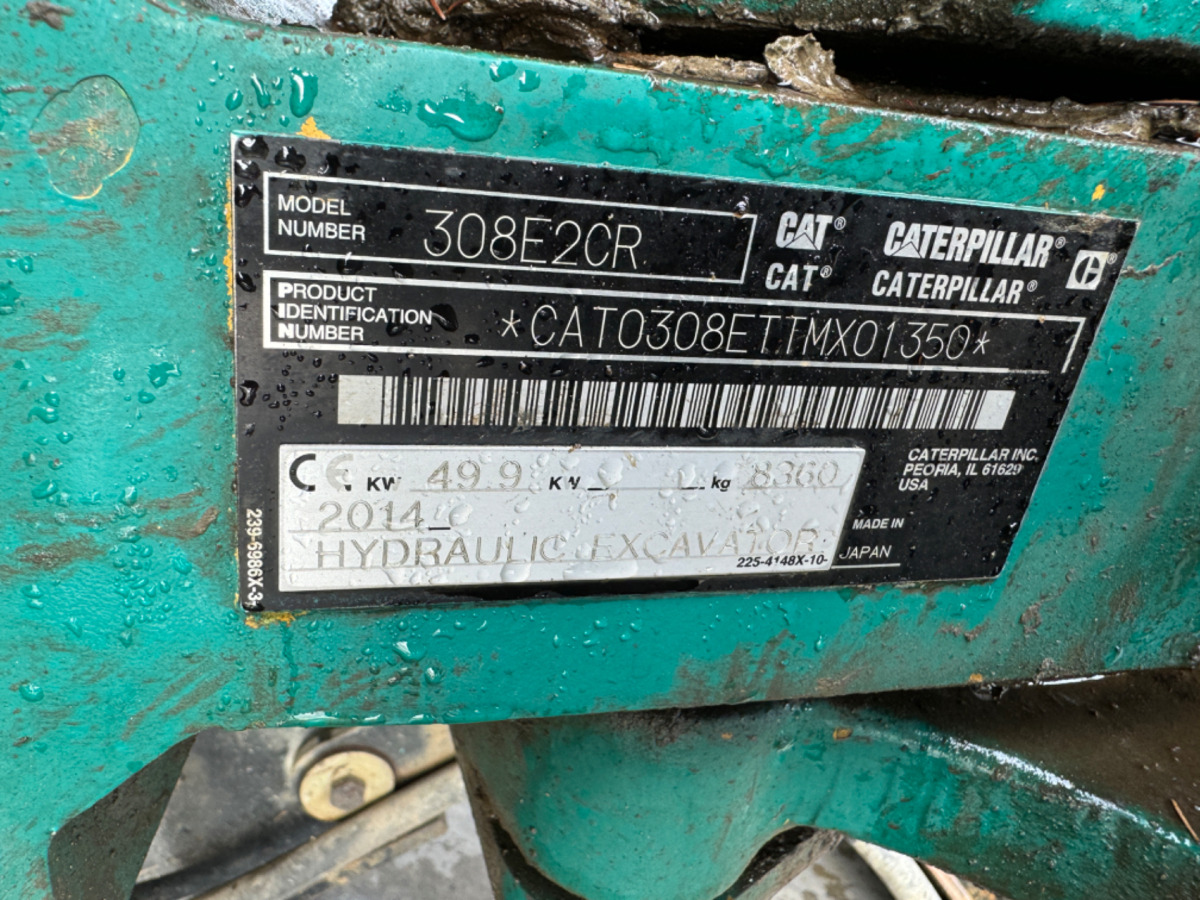 MODEL
NUMBER
308E2CR
CAT®
CAT®
CATERPILLAR®
CATERPILLAR®
PRODUCT
IDENTIFICATION
NUMBER
*CAT0308ETTMX01350*
CE KW 49.9 KW kg 8360
2014
HYDRAULIC EXCAVATOR
225-4148X-10-
CATERPILLAR INC.
PEORIA, IL 61629
USA
MADE IN
JAPAN
239-6986X-3